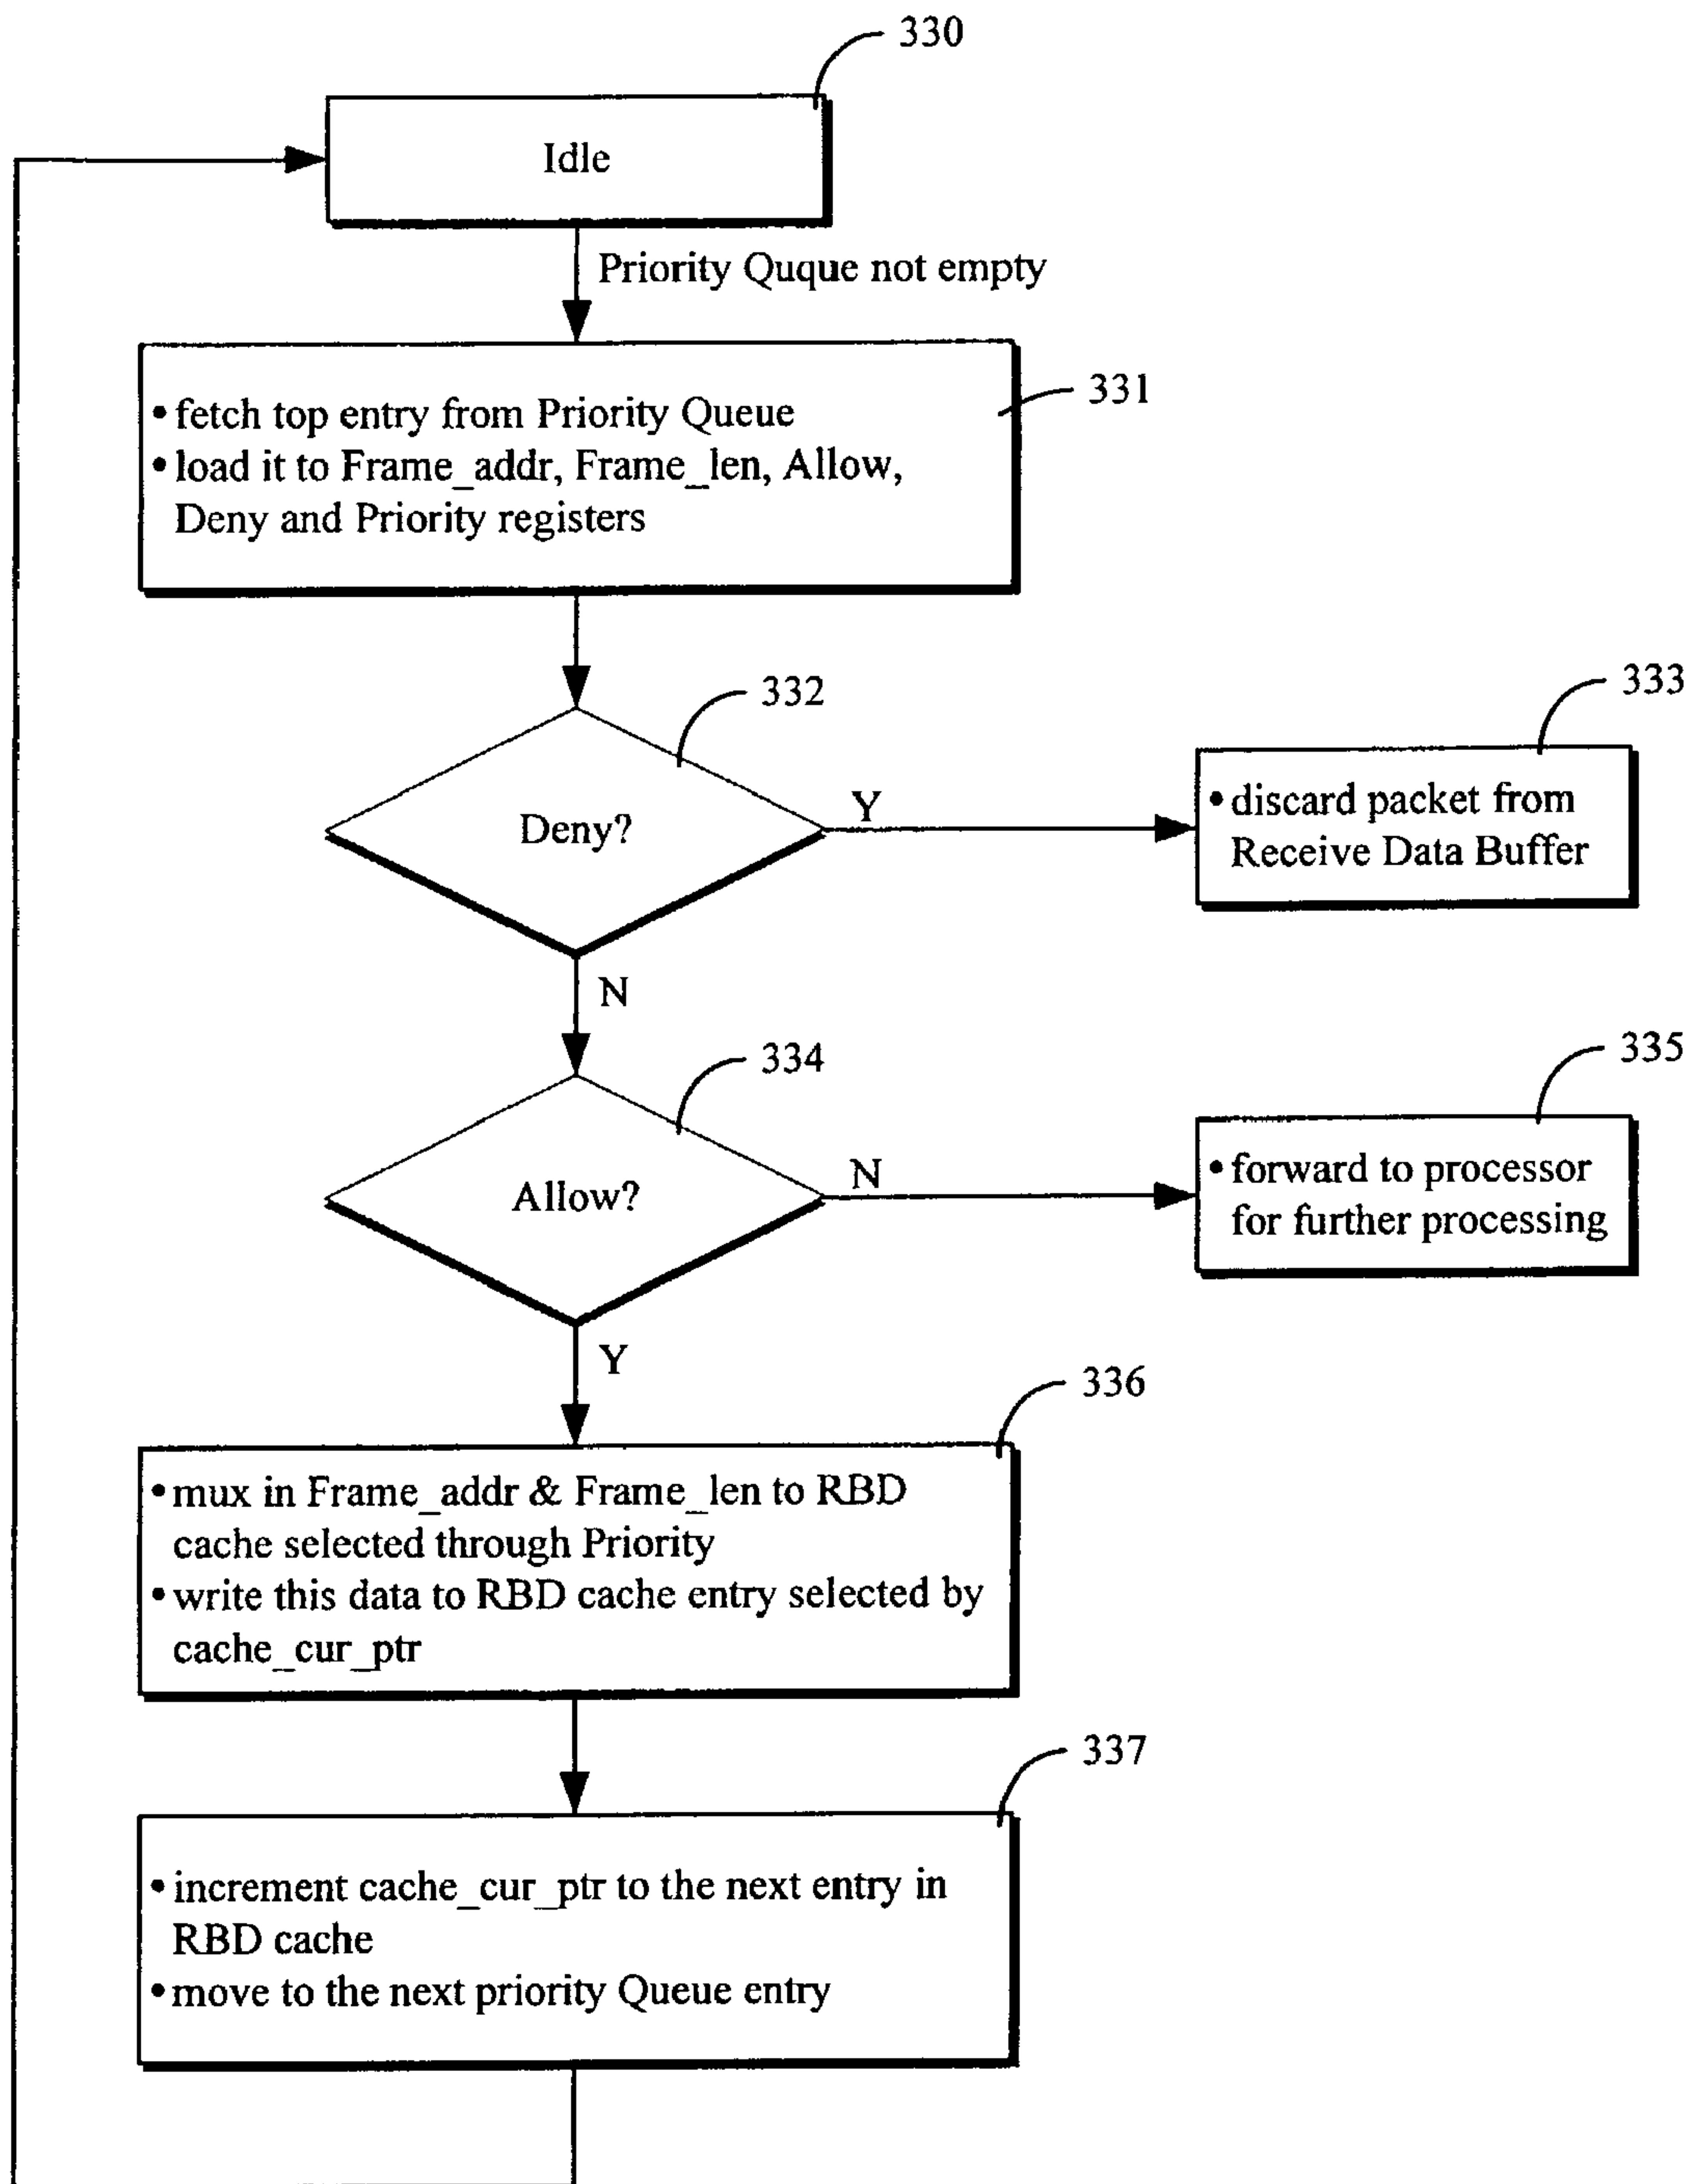 330
Idle
Priority Quque not empty
331
• fetch top entry from Priority Queue
• load it to Frame_addr, Frame_len, Allow,
Deny and Priority registers
332
333
Deny?
Y
• discard packet from
Receive Data Buffer
N
334
335
Allow?
N
• forward to processor
for further processing
Y
336
• mux in Frame_addr & Frame_len to RBD
cache selected through Priority
• write this data to RBD cache entry selected by
cache_cur_ptr
337
• increment cache_cur_ptr to the next entry in
RBD cache
• move to the next priority Queue entry